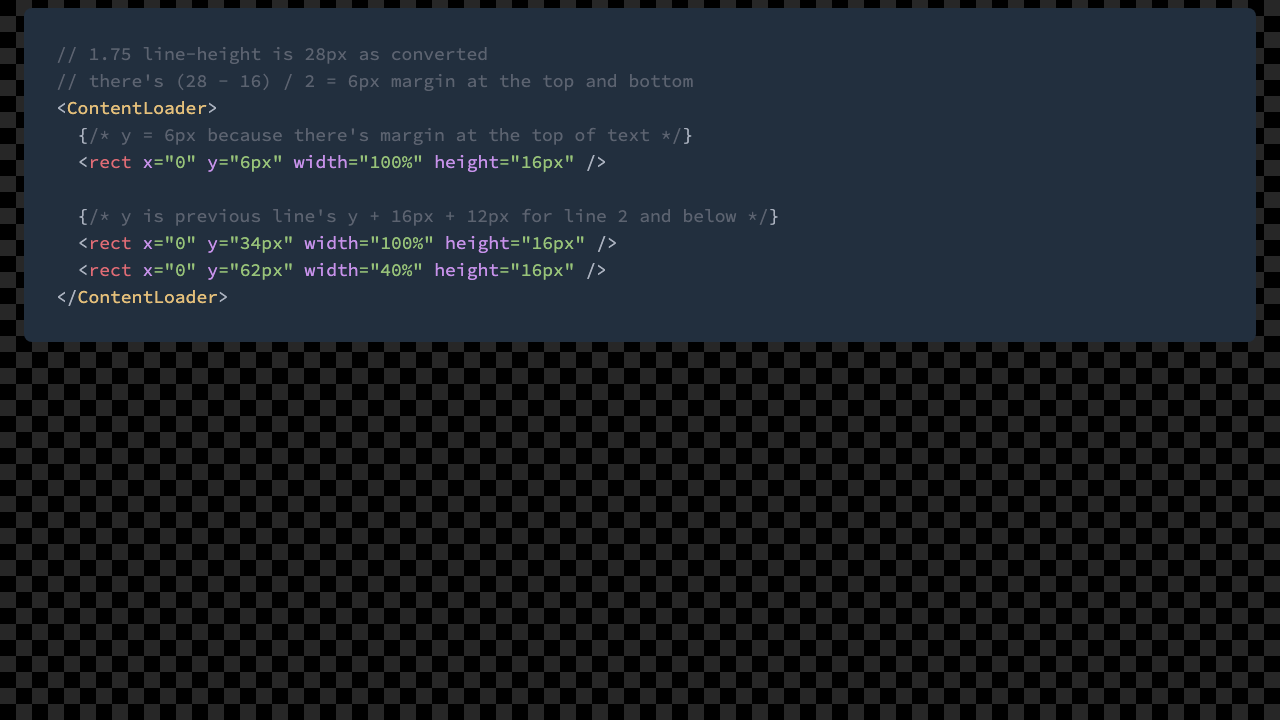 // 1.75 line-height is 28px as converted
// there's (28 - 16) / 2 = 6px margin at the top and bottom
<ContentLoader>
  {/* y = 6px because there's margin at the top of text */}
  <rect x="0" y="6px" width="100%" height="16px" />

  {/* y is previous line's y + 16px + 12px for line 2 and below */}
  <rect x="0" y="34px" width="100%" height="16px" />
  <rect x="0" y="62px" width="40%" height="16px" />
</ContentLoader>